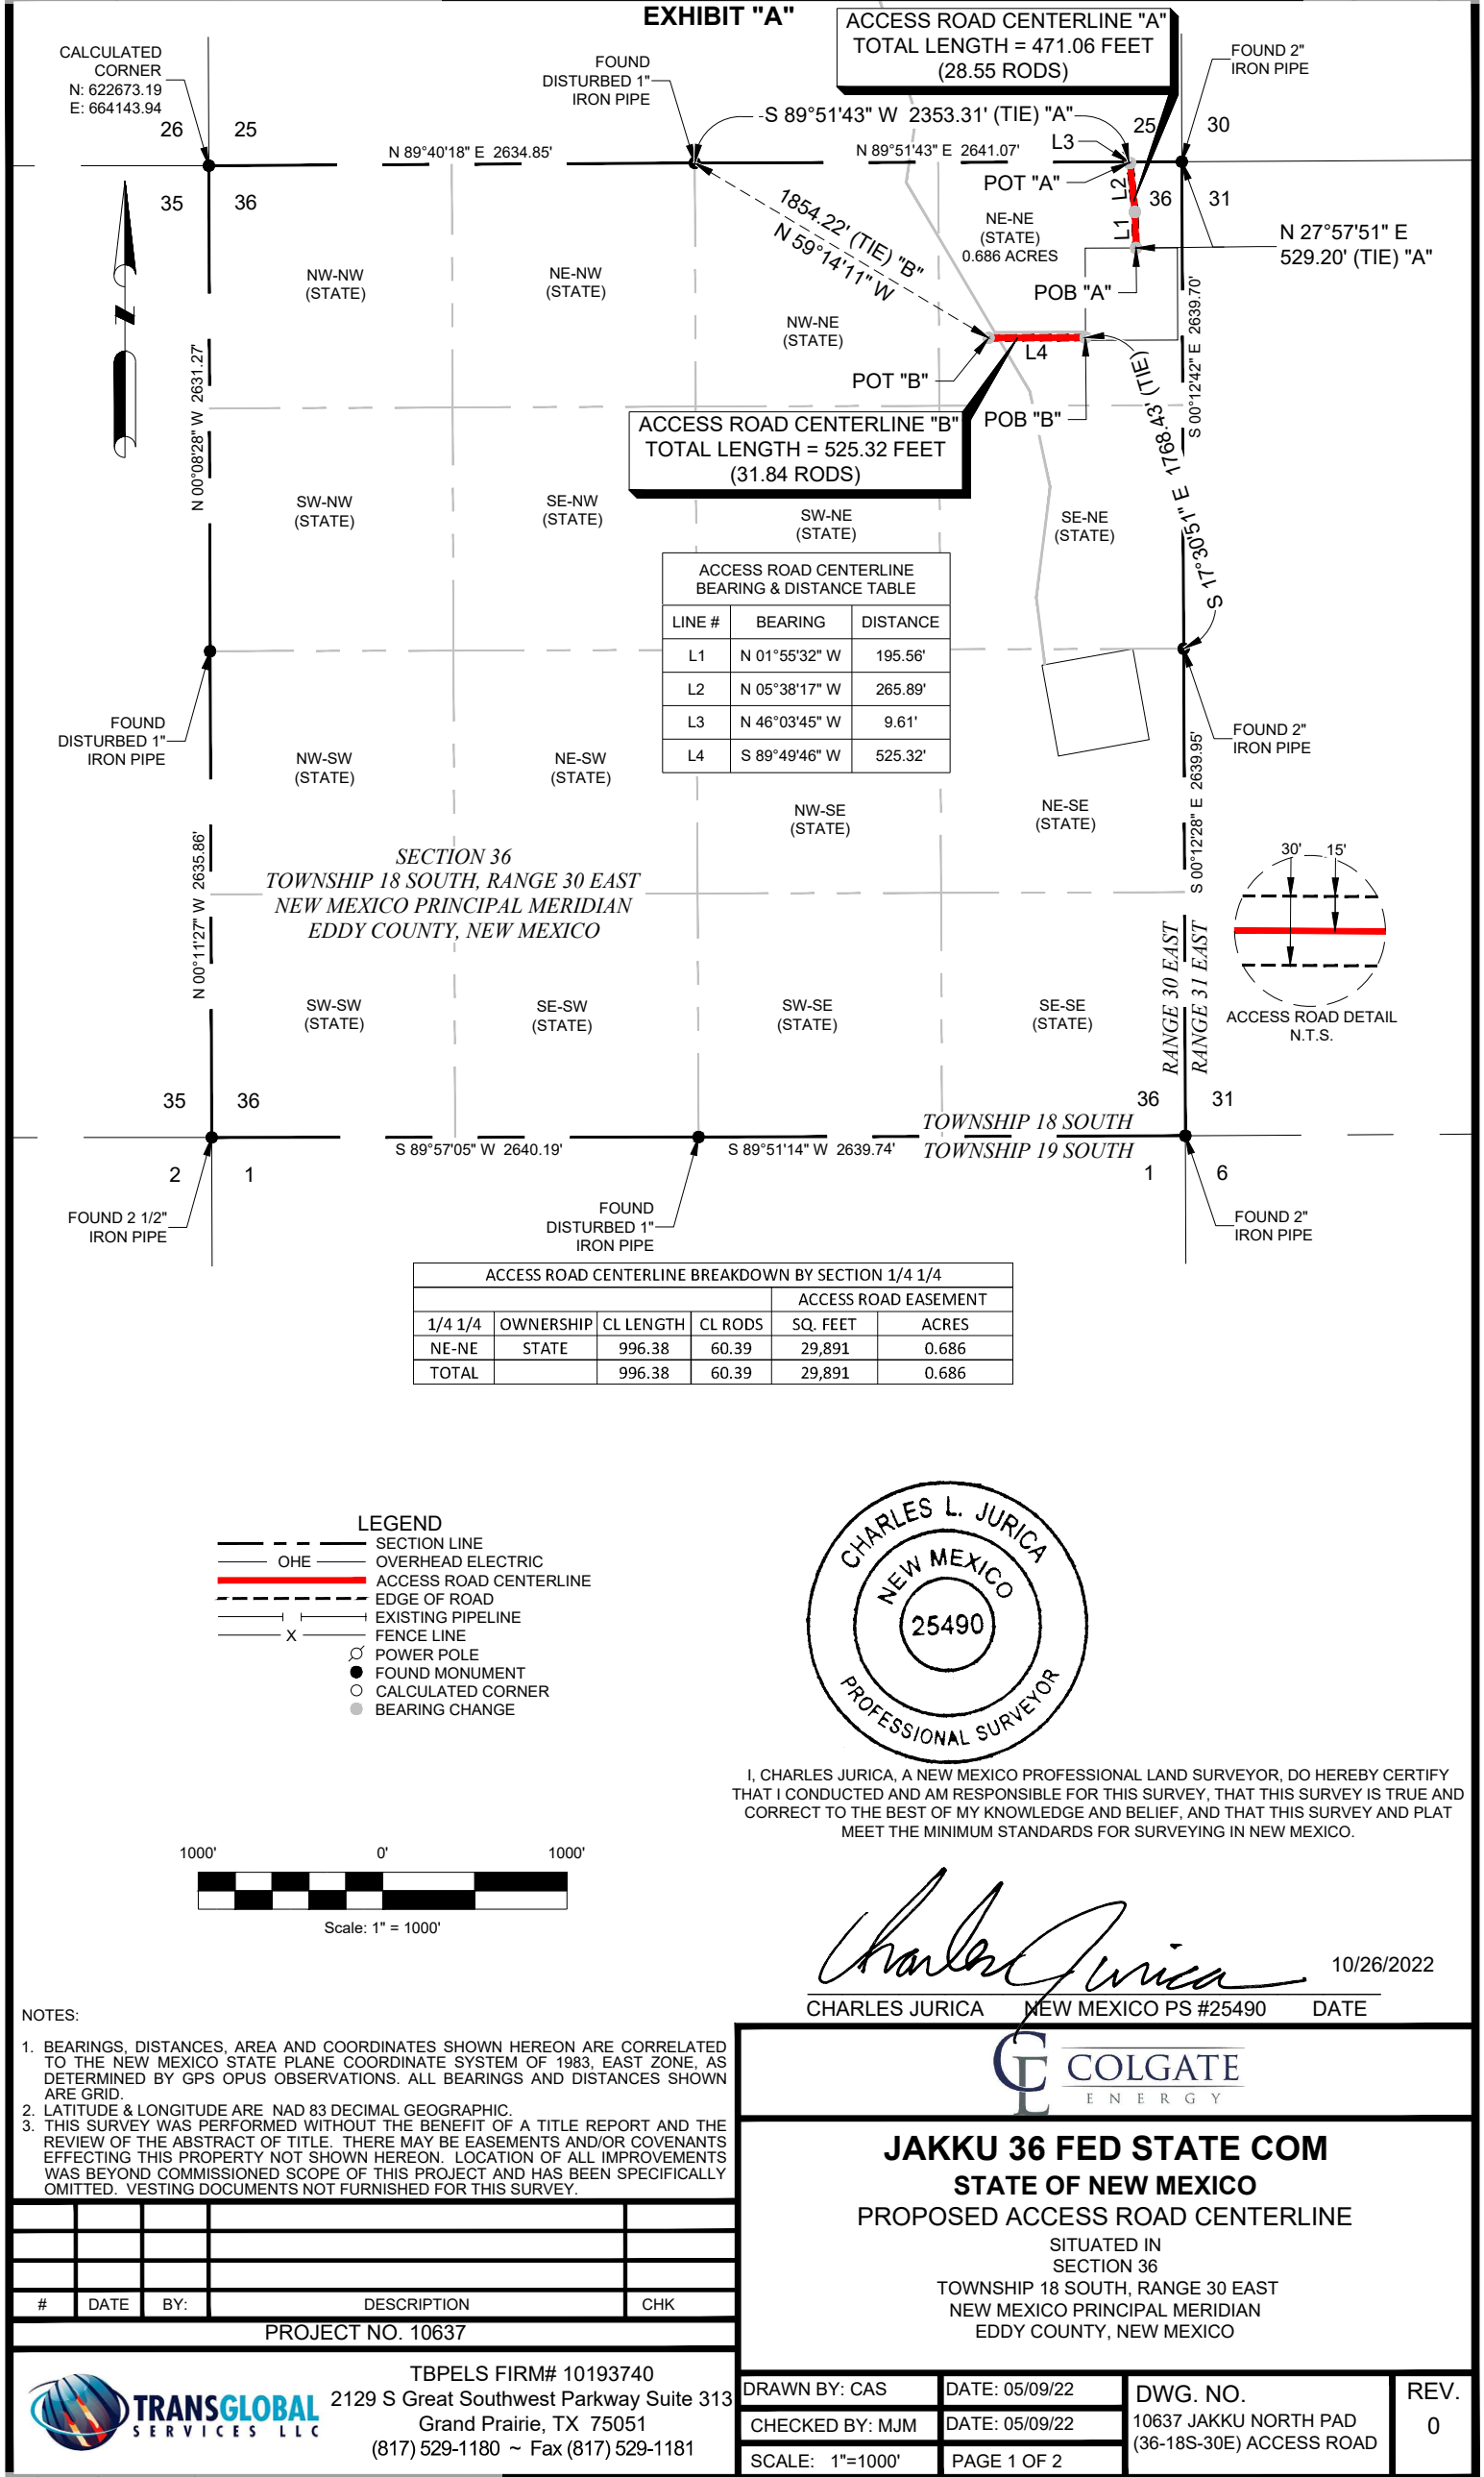 EXHIBIT "A"
ACCESS ROAD CENTERLINE "A"
TOTAL LENGTH = 471.06 FEET
(28.55 RODS)
CALCULATED
CORNER
N: 622673.19
E: 664143.94
FOUND
DISTURBED 1"
IRON PIPE
FOUND 2"
IRON PIPE
S 89°51'43" W 2353.31' (TIE) "A"
26 25
25 30
L3
N 89°40'18" E 2634.85'
N 89°51'43" E 2641.07'
POT "A"
L2
35 36
36 31
1854.22' (TIE) "B"
N 59°14'11" W
NE-NE
(STATE)
0.686 ACRES
L1
N 27°57'51" E
529.20' (TIE) "A"
NW-NW
(STATE)
NE-NW
(STATE)
POB "A"
NW-NE
(STATE)
S 00°12'42" E 2639.70'
N
L4
N 00°08'28" W 2631.27'
POT "B"
POB "B"
S 17°30'51" E 1768.43' (TIE)
ACCESS ROAD CENTERLINE "B"
TOTAL LENGTH = 525.32 FEET
(31.84 RODS)
SW-NW
(STATE)
SE-NW
(STATE)
SW-NE
(STATE)
SE-NE
(STATE)
ACCESS ROAD CENTERLINE
BEARING & DISTANCE TABLE
LINE # BEARING DISTANCE
L1 N 01°55'32" W 195.56'
L2 N 05°38'17" W 265.89'
L3 N 46°03'45" W 9.61'
L4 S 89°49'46" W 525.32'
FOUND
DISTURBED 1"
IRON PIPE
FOUND 2"
IRON PIPE
NW-SW
(STATE)
NE-SW
(STATE)
NW-SE
(STATE)
NE-SE
(STATE)
S 00°12'28" E 2639.95'
N 00°11'27" W 2635.86'
SECTION 36
TOWNSHIP 18 SOUTH, RANGE 30 EAST
NEW MEXICO PRINCIPAL MERIDIAN
EDDY COUNTY, NEW MEXICO
30' 15'
ACCESS ROAD DETAIL
N.T.S.
RANGE 30 EAST
RANGE 31 EAST
SW-SW
(STATE)
SE-SW
(STATE)
SW-SE
(STATE)
SE-SE
(STATE)
35 36
36 31
TOWNSHIP 18 SOUTH
S 89°57'05" W 2640.19'
S 89°51'14" W 2639.74'
TOWNSHIP 19 SOUTH
2 1
1 6
FOUND 2 1/2"
IRON PIPE
FOUND
DISTURBED 1"
IRON PIPE
FOUND 2"
IRON PIPE
ACCESS ROAD CENTERLINE BREAKDOWN BY SECTION 1/4 1/4
ACCESS ROAD EASEMENT
1/4 1/4 OWNERSHIP CL LENGTH CL RODS SQ. FEET ACRES
NE-NE STATE 996.38 60.39 29,891 0.686
TOTAL 996.38 60.39 29,891 0.686
LEGEND
SECTION LINE
OHE OVERHEAD ELECTRIC
ACCESS ROAD CENTERLINE
EDGE OF ROAD
EXISTING PIPELINE
X FENCE LINE
POWER POLE
FOUND MONUMENT
CALCULATED CORNER
BEARING CHANGE
CHARLES L. JURICA
NEW MEXICO
25490
PROFESSIONAL SURVEYOR
I, CHARLES JURICA, A NEW MEXICO PROFESSIONAL LAND SURVEYOR, DO HEREBY CERTIFY
THAT I CONDUCTED AND AM RESPONSIBLE FOR THIS SURVEY, THAT THIS SURVEY IS TRUE AND
CORRECT TO THE BEST OF MY KNOWLEDGE AND BELIEF, AND THAT THIS SURVEY AND PLAT
MEET THE MINIMUM STANDARDS FOR SURVEYING IN NEW MEXICO.
1000' 0' 1000'
Scale: 1" = 1000'
Charles Jurica 10/26/2022
CHARLES JURICA NEW MEXICO PS #25490 DATE
NOTES:
1. BEARINGS, DISTANCES, AREA AND COORDINATES SHOWN HEREON ARE CORRELATED
TO THE NEW MEXICO STATE PLANE COORDINATE SYSTEM OF 1983, EAST ZONE, AS
DETERMINED BY GPS OPUS OBSERVATIONS. ALL BEARINGS AND DISTANCES SHOWN
ARE GRID.
2. LATITUDE & LONGITUDE ARE NAD 83 DECIMAL GEOGRAPHIC.
3. THIS SURVEY WAS PERFORMED WITHOUT THE BENEFIT OF A TITLE REPORT AND THE
REVIEW OF THE ABSTRACT OF TITLE. THERE MAY BE EASEMENTS AND/OR COVENANTS
EFFECTING THIS PROPERTY NOT SHOWN HEREON. LOCATION OF ALL IMPROVEMENTS
WAS BEYOND COMMISSIONED SCOPE OF THIS PROJECT AND HAS BEEN SPECIFICALLY
OMITTED. VESTING DOCUMENTS NOT FURNISHED FOR THIS SURVEY.
CE COLGATE
ENERGY
JAKKU 36 FED STATE COM
STATE OF NEW MEXICO
PROPOSED ACCESS ROAD CENTERLINE
SITUATED IN
SECTION 36
TOWNSHIP 18 SOUTH, RANGE 30 EAST
NEW MEXICO PRINCIPAL MERIDIAN
EDDY COUNTY, NEW MEXICO
# DATE BY: DESCRIPTION CHK
PROJECT NO. 10637
TRANSGLOBAL
SERVICES LLC
TBPELS FIRM# 10193740
2129 S Great Southwest Parkway Suite 313
Grand Prairie, TX 75051
(817) 529-1180 ~ Fax (817) 529-1181
DRAWN BY: CAS DATE: 05/09/22
CHECKED BY: MJM DATE: 05/09/22
SCALE: 1"=1000' PAGE 1 OF 2
DWG. NO.
10637 JAKKU NORTH PAD
(36-18S-30E) ACCESS ROAD
REV.
0